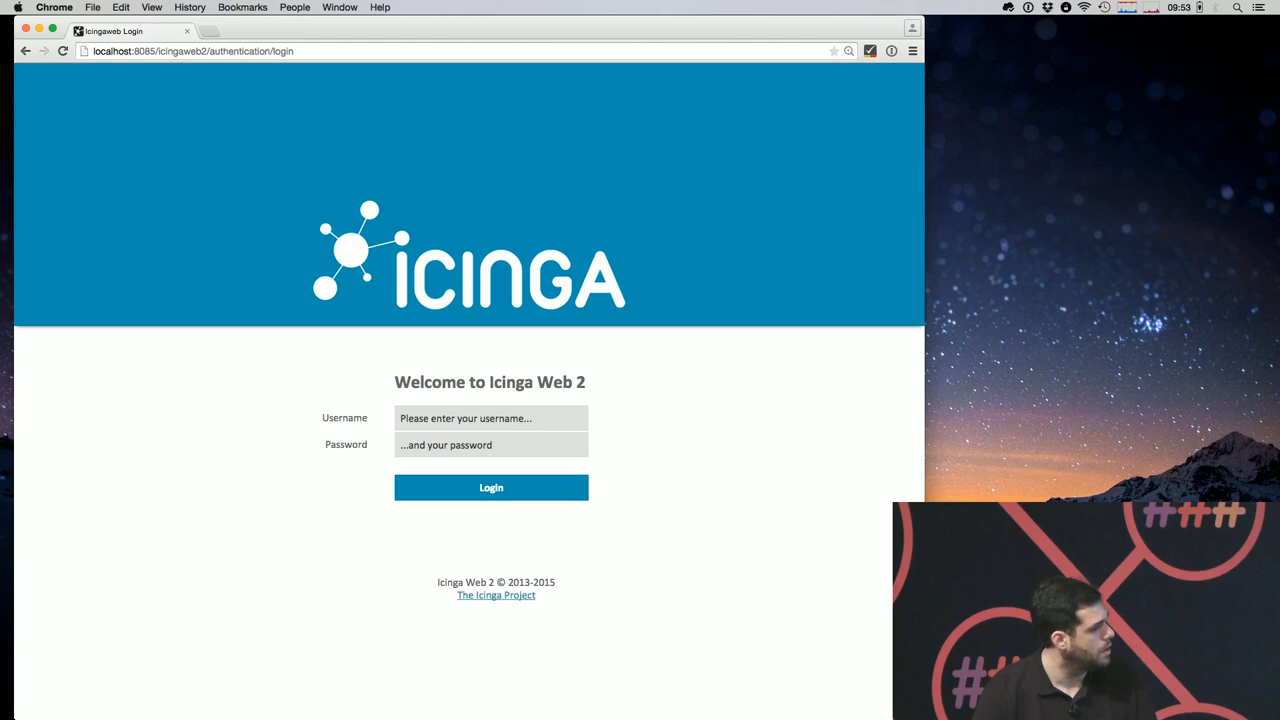 Chrome File Edit View History Bookmarks People Window Help 09:53
Icingaweb Login
localhost:8085/icingaweb2/authentication/login
ICINGA
Welcome to Icinga Web 2
Username Please enter your username...
Password ...and your password
Login
Icinga Web 2 © 2013-2015
The Icinga Project
###
##